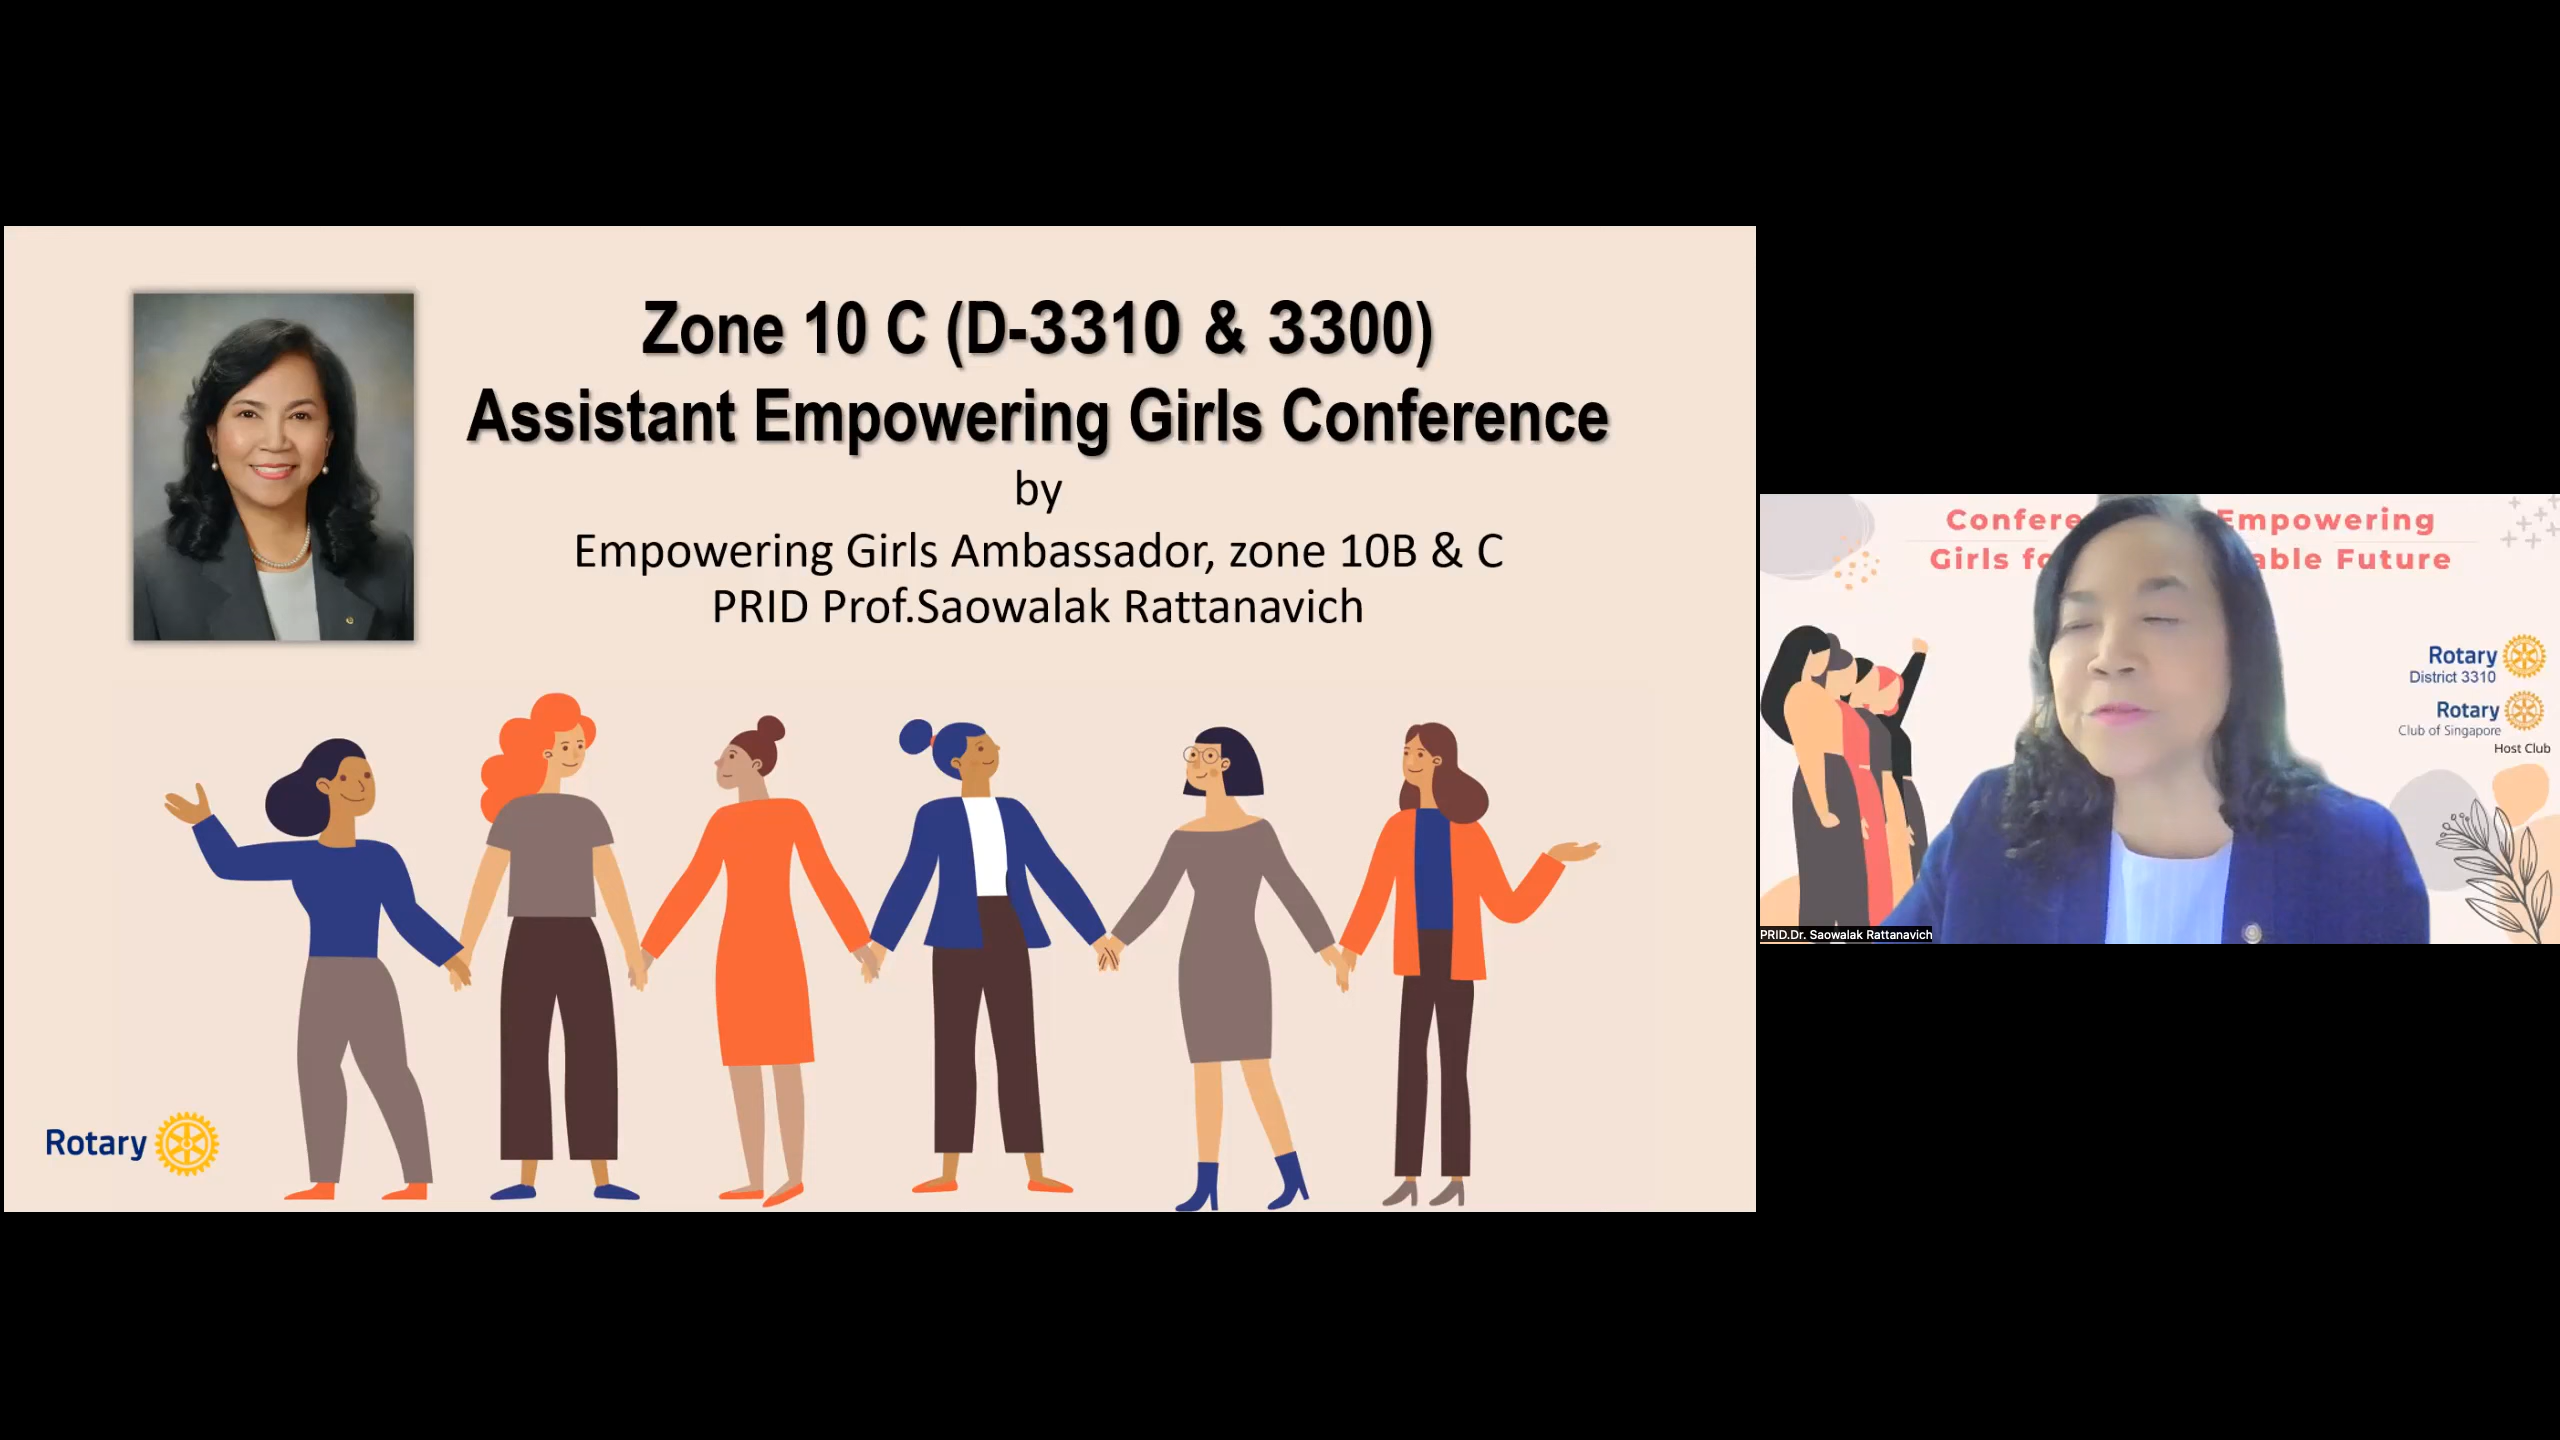 Zone 10 C (D-3310 & 3300)
Assistant Empowering Girls Conference
by
Empowering Girls Ambassador, zone 10B & C
PRID Prof.Saowalak Rattanavich
Rotary
Empowering
Girls
able Future
Rotary
District 3310
Rotary
Club of Singapore
Host Club
PRID.Dr. Saowalak Rattanavich